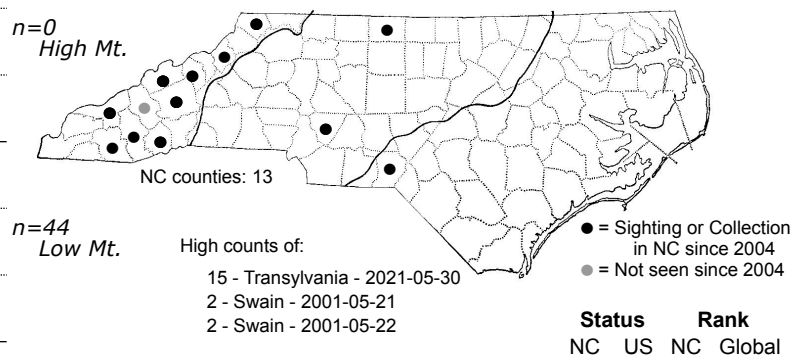 n=0
High Mt.
NC counties: 13
n=44
Low Mt.
High counts of:
15 - Transylvania - 2021-05-30
2 - Swain - 2001-05-21
2 - Swain - 2001-05-22
● = Sighting or Collection
in NC since 2004
● = Not seen since 2004
Status Rank
NC US NC Global